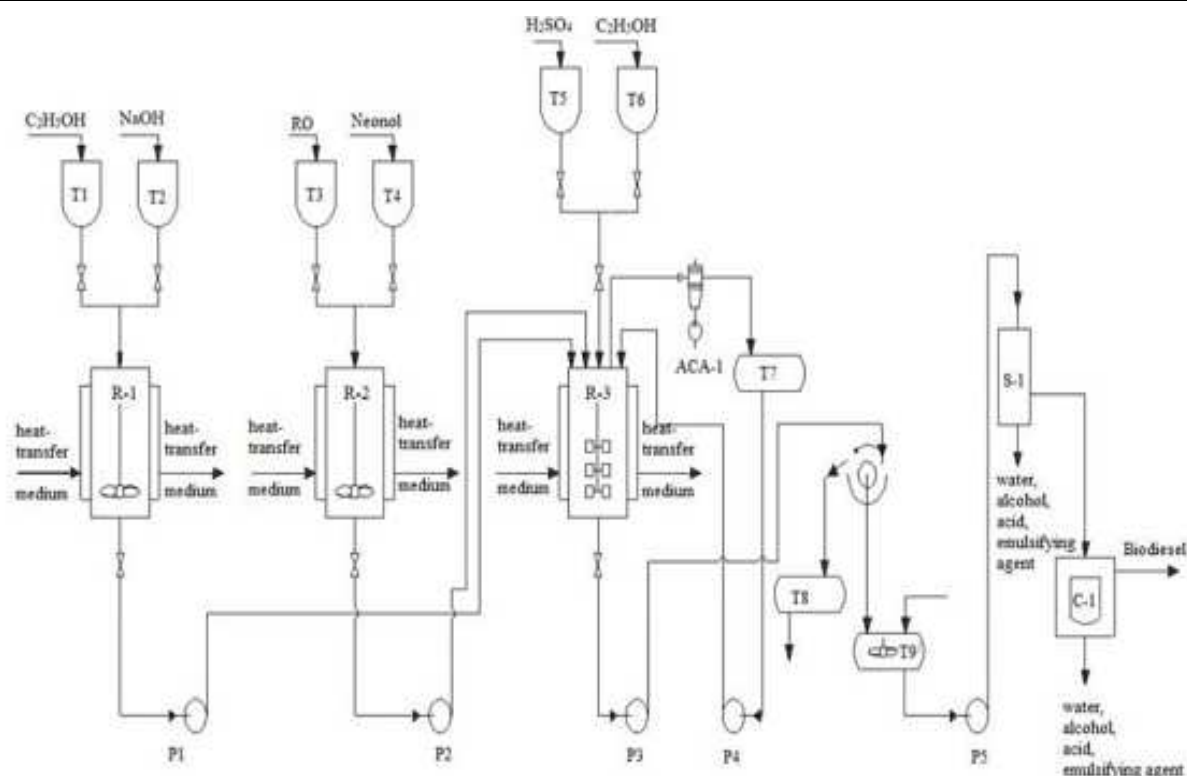 H₂SO₄ C₂H₅OH
T5 T6
C₂H₅OH NaOH RO Neonol
T1 T2 T3 T4
ACA-1
T7
R-1 R-2 R-3
S-1
heat-
transfer
medium
heat-
transfer
medium
heat-
transfer
medium
heat-
transfer
medium
heat-
transfer
medium
heat-
transfer
medium
water,
alcohol,
acid,
emulsifying
agent
Biodiesel
T8
C-1
T9
P1 P2 P3 P4 P5
water,
alcohol,
acid,
emulsifying agent